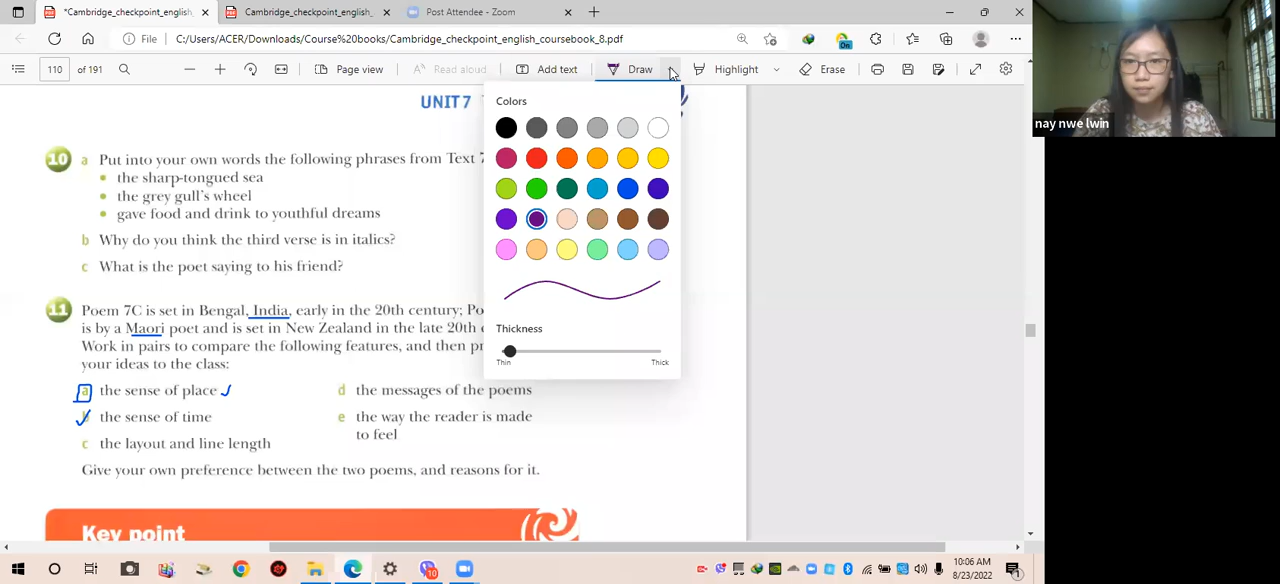 *Cambridge_checkpoint_english_
Cambridge_checkpoint_english_
Post Attendee - Zoom
File
C:/Users/ACER/Downloads/Course%20books/Cambridge_checkpoint_english_coursebook_8.pdf
On
110 of 191
Page view
Read aloud
Add text
Draw
Highlight
Erase
nay nwe lwin
UNIT 7
Colors
Thickness
Thin Thick
10 a Put into your own words the following phrases from Text 7
• the sharp-tongued sea
• the grey gull's wheel
• gave food and drink to youthful dreams
b Why do you think the third verse is in italics?
c What is the poet saying to his friend?
11 Poem 7C is set in Bengal, India, early in the 20th century; Po
is by a Maori poet and is set in New Zealand in the late 20th
Work in pairs to compare the following features, and then pr
your ideas to the class:
a the sense of place
b the sense of time
c the layout and line length
d the messages of the poems
e the way the reader is made
to feel
Give your own preference between the two poems, and reasons for it.
Key point
10:06 AM
8/23/2022